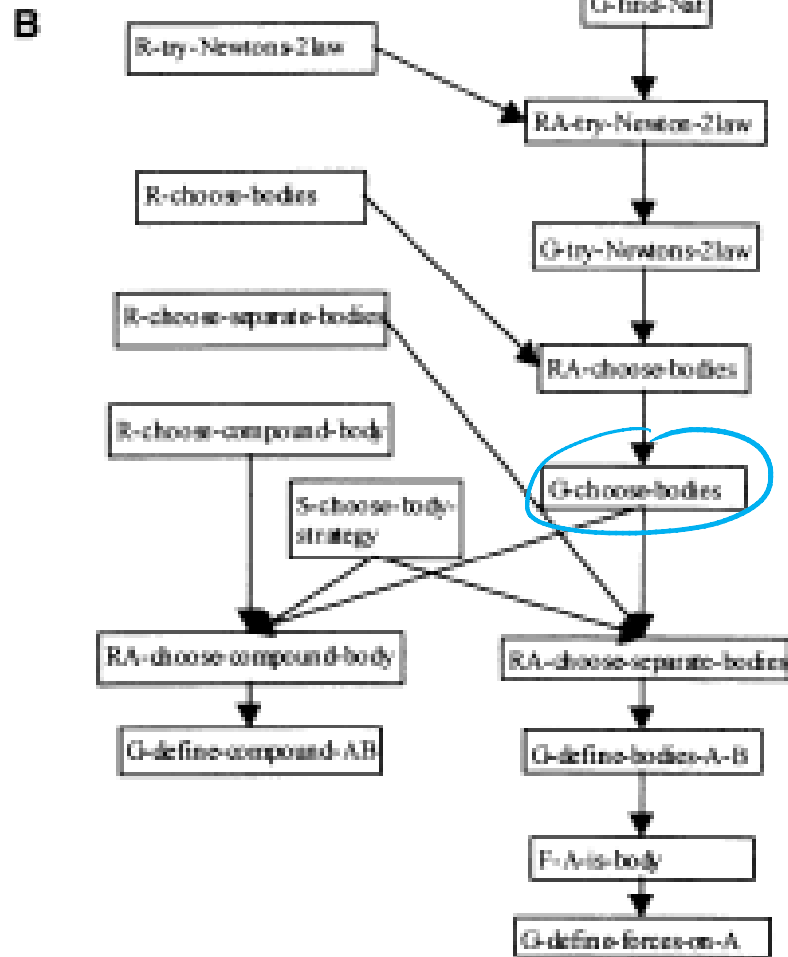 B
G-find-Nat
R-try-Newtons-2law
RA-try-Newton-2law
R-choose-bodies
G-try-Newtons-2law
R-choose-separate-bodies
RA-choose-bodies
R-choose-compound-body
G-choose-bodies
S-choose-body-
strategy
RA-choose-compound-body
RA-choose-separate-bodies
G-define-compound-AB
G-define-bodies-A-B
F-A-is-body
G-define-forces-on-A